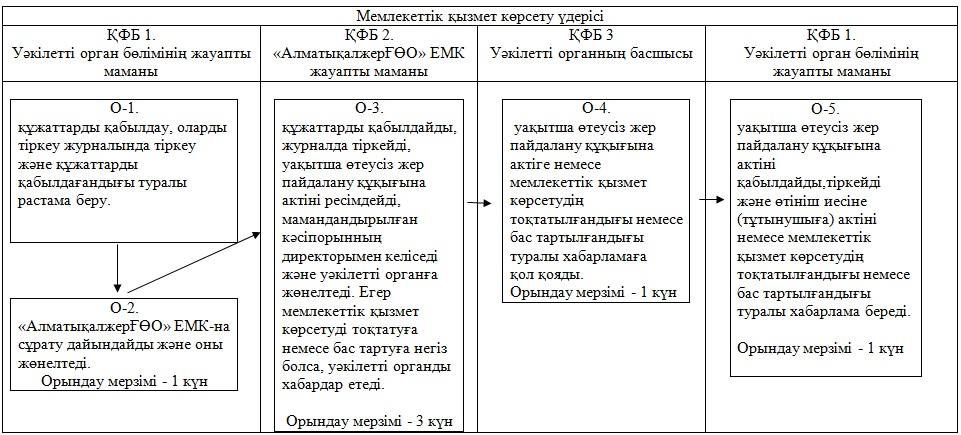 Мемлекеттік қызмет көрсету үдерісі
ҚФБ 1.
Уәкілетті орган бөлімінің жауапты
маманы
ҚФБ 2.
«АлматықалжерҒӨО» ЕМК
жауапты маманы
ҚФБ 3
Уәкілетті органның басшысы
ҚФБ 1.
Уәкілетті орган бөлімінің
жауапты маманы
О-1.
құжаттарды қабылдау, оларды
тіркеу журналында тіркеу
және құжаттарды
қабылдағандығы туралы
растама беру.
О-2.
«АлматықалжерҒӨО» ЕМК-на
сұрату дайындайды және оны
жөнелтеді.
Орындау мерзімі - 1 күн
О-3.
құжаттарды қабылдайды,
журналда тіркейді,
уақытша өтеусіз жер
пайдалану құқығына
актіні ресімдейді,
мамандандырылған
кәсіпорынның
директорымен келіседі
және уәкілетті органға
жөнелтеді. Егер
мемлекеттік қызмет
көрсетуді тоқтатуға
немесе бас тартуға негіз
болса, уәкілетті органды
хабардар етеді.
Орындау мерзімі - 3 күн
О-4.
уақытша өтеусіз жер
пайдалану құқығына
актіге немесе
мемлекеттік қызмет
көрсетудің
тоқтатылғандығы немесе
бас тартылғандығы
туралы хабарламаға
қол қояды.
Орындау мерзімі - 1 күн
О-5.
уақытша өтеусіз жер
пайдалану құқығына
актіні
қабылдайды,тіркейді
және өтініш иесіне
(тұтынушыға) актіні
немесе мемлекеттік
қызмет көрсетудің
тоқтатылғандығы немесе
бас тартылғандығы
туралы хабарлама береді.
Орындау мерзімі - 1 күн